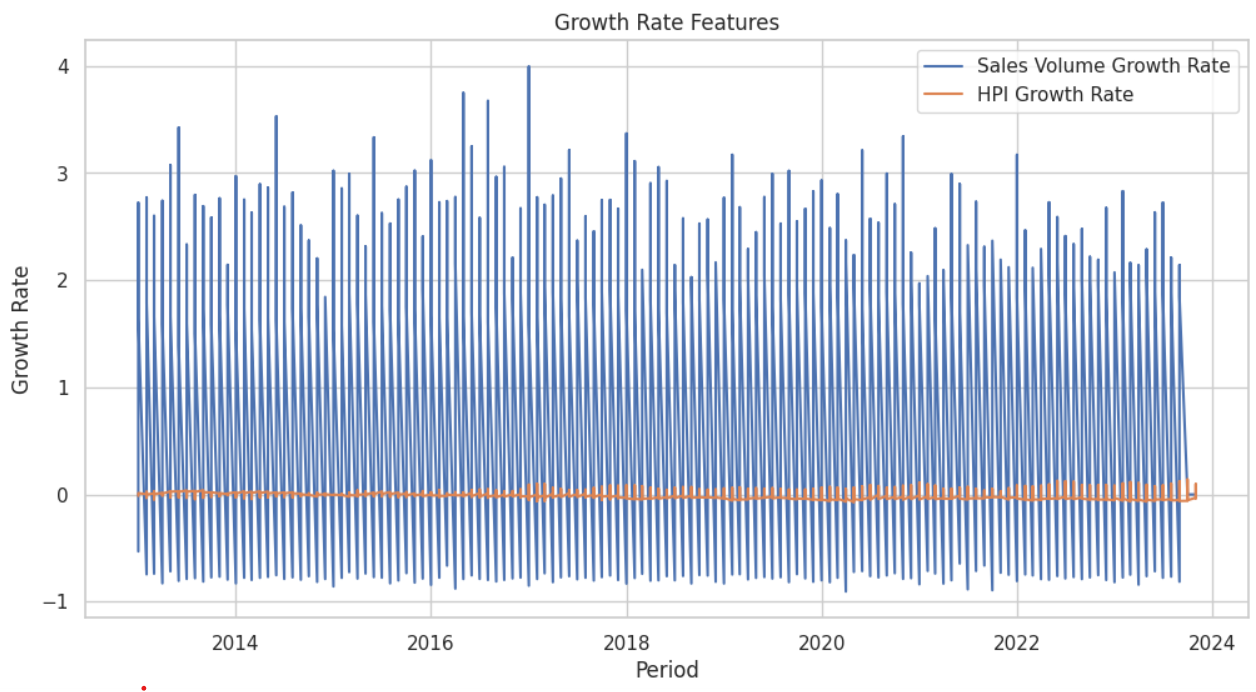 Growth Rate Features
Sales Volume Growth Rate
HPI Growth Rate
Growth Rate
4
3
2
1
0
−1
2014
2016
2018
2020
2022
2024
Period